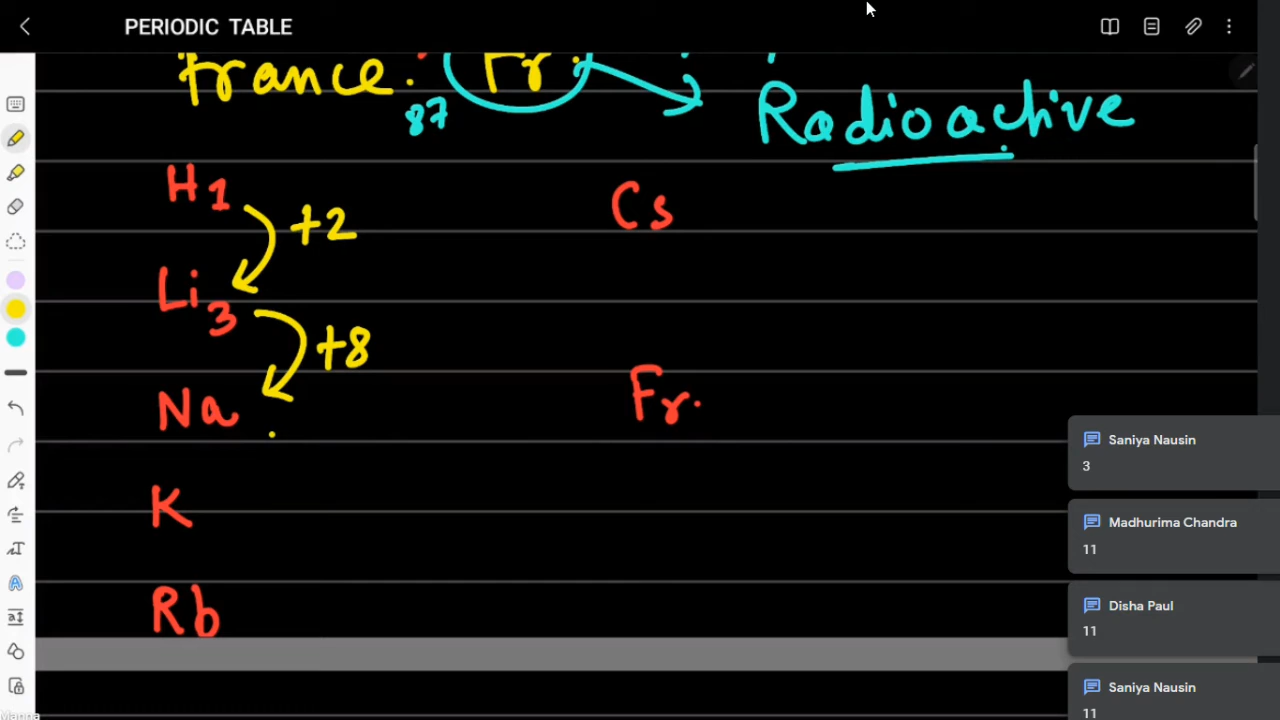 PERIODIC TABLE
France. Fr.
87
Radioactive
H 1
+2
Cs
Li 3
+8
Na
Fr.
K
Rb
Saniya Nausin
3
Madhurima Chandra
11
Disha Paul
11
Saniya Nausin
11